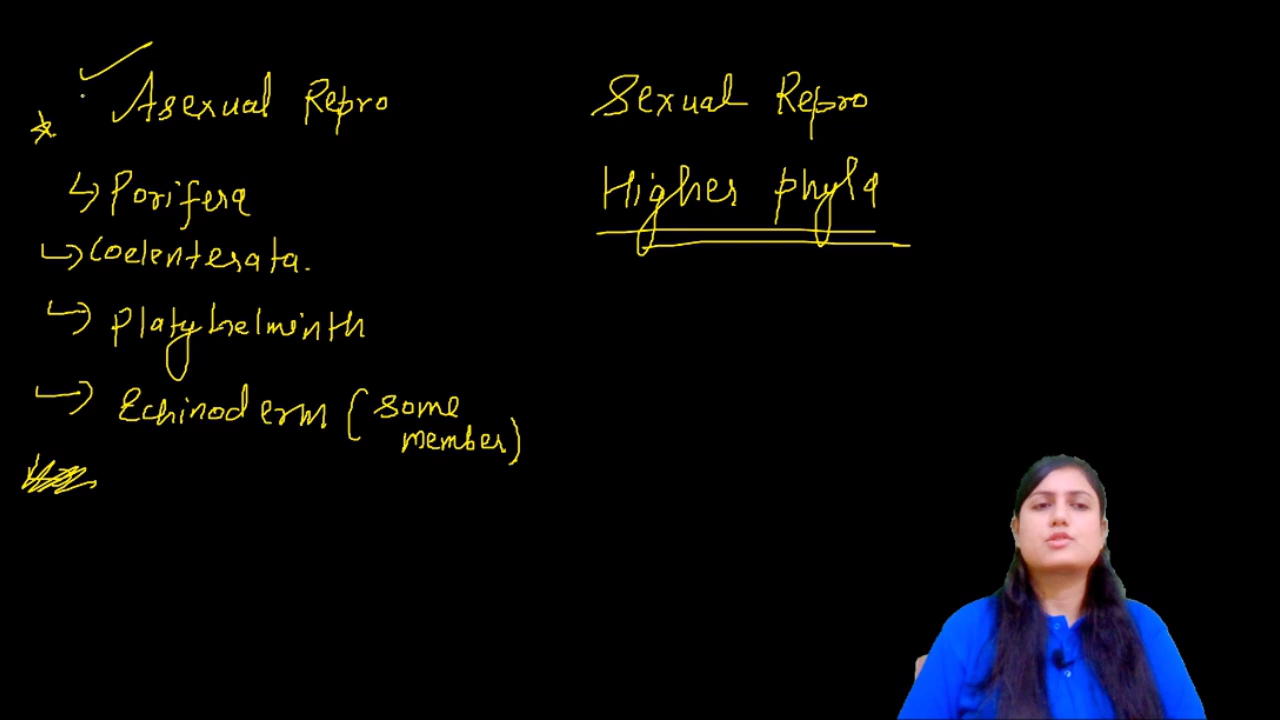 Asexual Repro
Sexual Repro
Porifera
Higher phyla
Coelenterata.
Platyhelminth
Echinoderm (some
member)